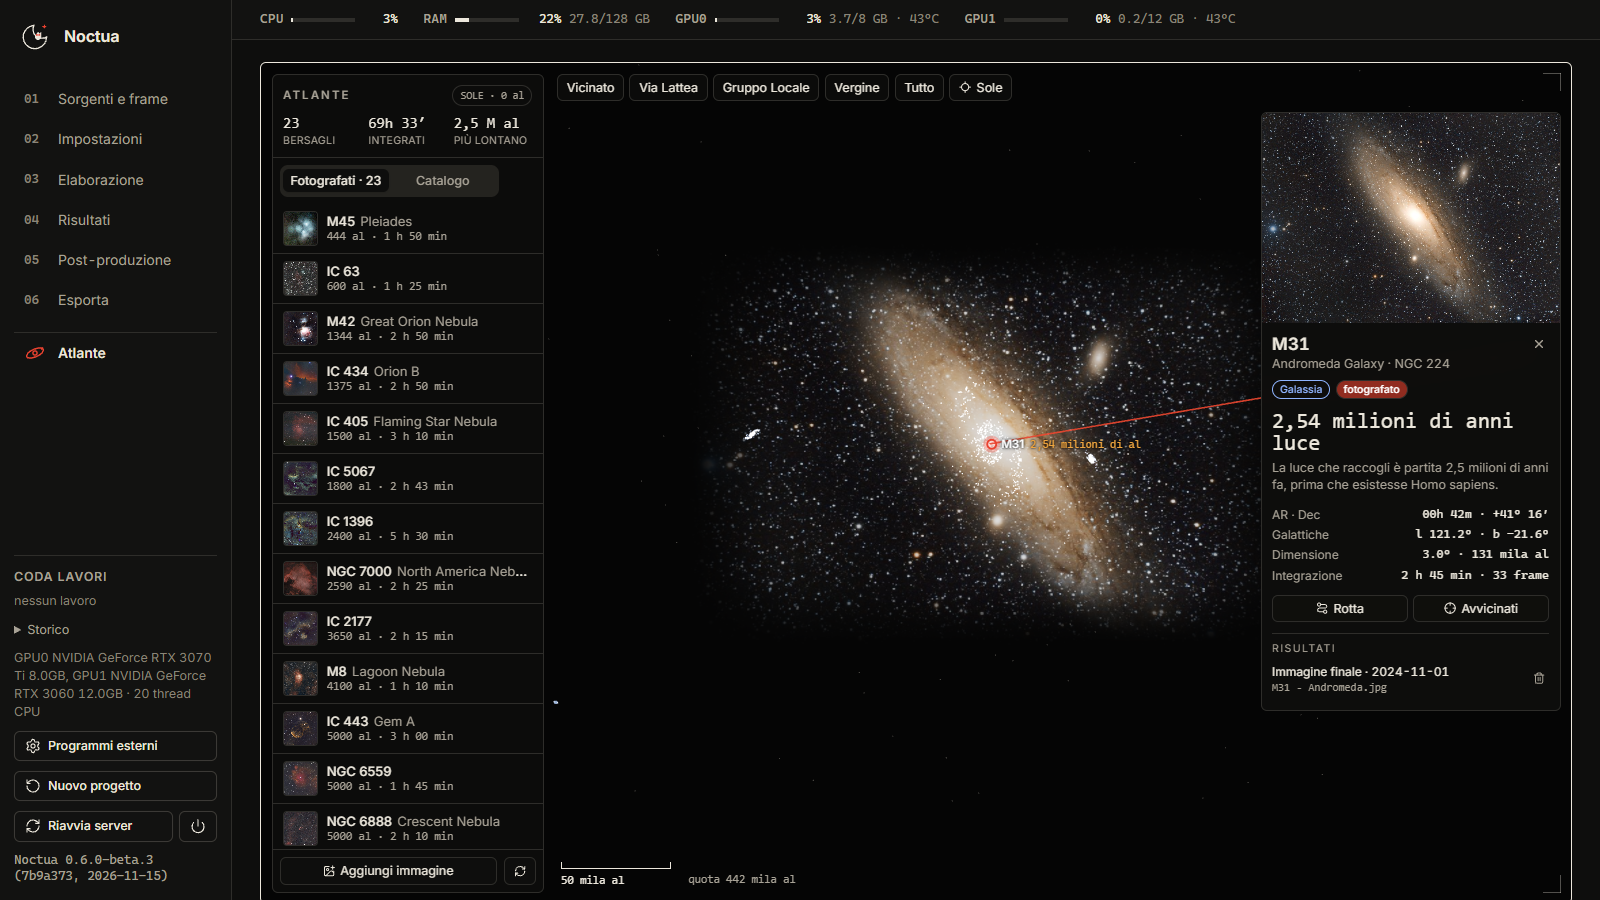 Noctua
01 Sorgenti e frame
02 Impostazioni
03 Elaborazione
04 Risultati
05 Post-produzione
06 Esporta
Atlante
CODA LAVORI
nessun lavoro
Storico
GPU0 NVIDIA GeForce RTX 3070
Ti 8.0GB, GPU1 NVIDIA GeForce
RTX 3060 12.0GB · 20 thread
CPU
Programmi esterni
Nuovo progetto
Riavvia server
Noctua 0.6.0-beta.3
(7b9a373, 2026-11-15)
CPU 3% RAM 22% 27.8/128 GB GPU0 3% 3.7/8 GB · 43°C GPU1 0% 0.2/12 GB · 43°C
ATLANTE
SOLE · 0 al
23 69h 33′ 2,5 M al
BERSAGLI INTEGRATI PIÙ LONTANO
Fotografati · 23 Catalogo
M45 Pleiades
444 al · 1 h 50 min
IC 63
600 al · 1 h 25 min
M42 Great Orion Nebula
1344 al · 2 h 50 min
IC 434 Orion B
1375 al · 2 h 50 min
IC 405 Flaming Star Nebula
1500 al · 3 h 10 min
IC 5067
1800 al · 2 h 43 min
IC 1396
2400 al · 5 h 30 min
NGC 7000 North America Neb...
2590 al · 2 h 25 min
IC 2177
3650 al · 2 h 15 min
M8 Lagoon Nebula
4100 al · 1 h 10 min
IC 443 Gem A
5000 al · 3 h 00 min
NGC 6559
5000 al · 1 h 45 min
NGC 6888 Crescent Nebula
5000 al · 2 h 10 min
Aggiungi immagine
Vicinato Via Lattea Gruppo Locale Vergine Tutto Sole
M31 2,54 milioni di al
50 mila al
quota 442 mila al
M31
Andromeda Galaxy · NGC 224
Galassia fotografato
2,54 milioni di anni
luce
La luce che raccogli è partita 2,5 milioni di anni
fa, prima che esistesse Homo sapiens.
AR · Dec 00h 42m · +41° 16′
Galattiche l 121.2° · b −21.6°
Dimensione 3.0° · 131 mila al
Integrazione 2 h 45 min · 33 frame
Rotta Avvicinati
RISULTATI
Immagine finale · 2024-11-01
M31 - Andromeda.jpg